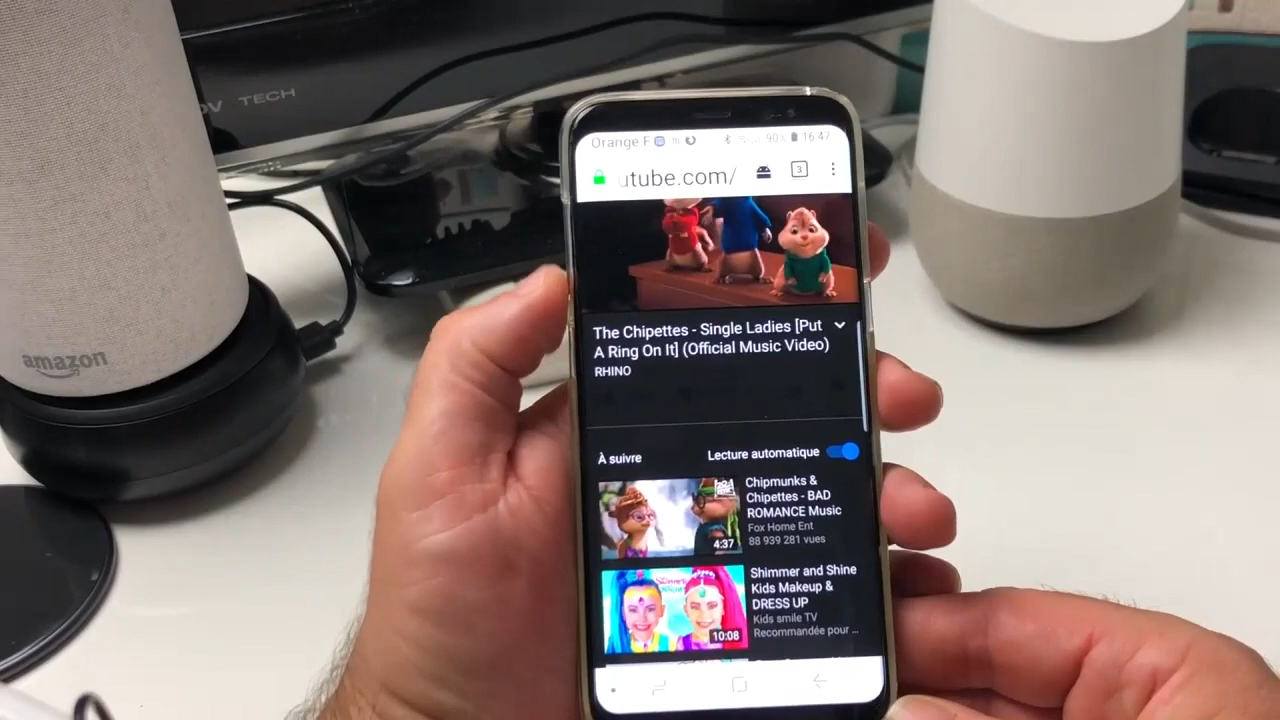 TECH
Orange F 90% 16:47
utube.com/
3
The Chipettes - Single Ladies [Put
A Ring On It] (Official Music Video)
RHINO
À suivre
Lecture automatique
Chipmunks &
Chipettes - BAD
ROMANCE Music
Fox Home Ent
88 939 281 vues
4:37
Shimmer and Shine
Kids Makeup &
DRESS UP
Kids smile TV
Recommandée pour ...
10:08
amazon